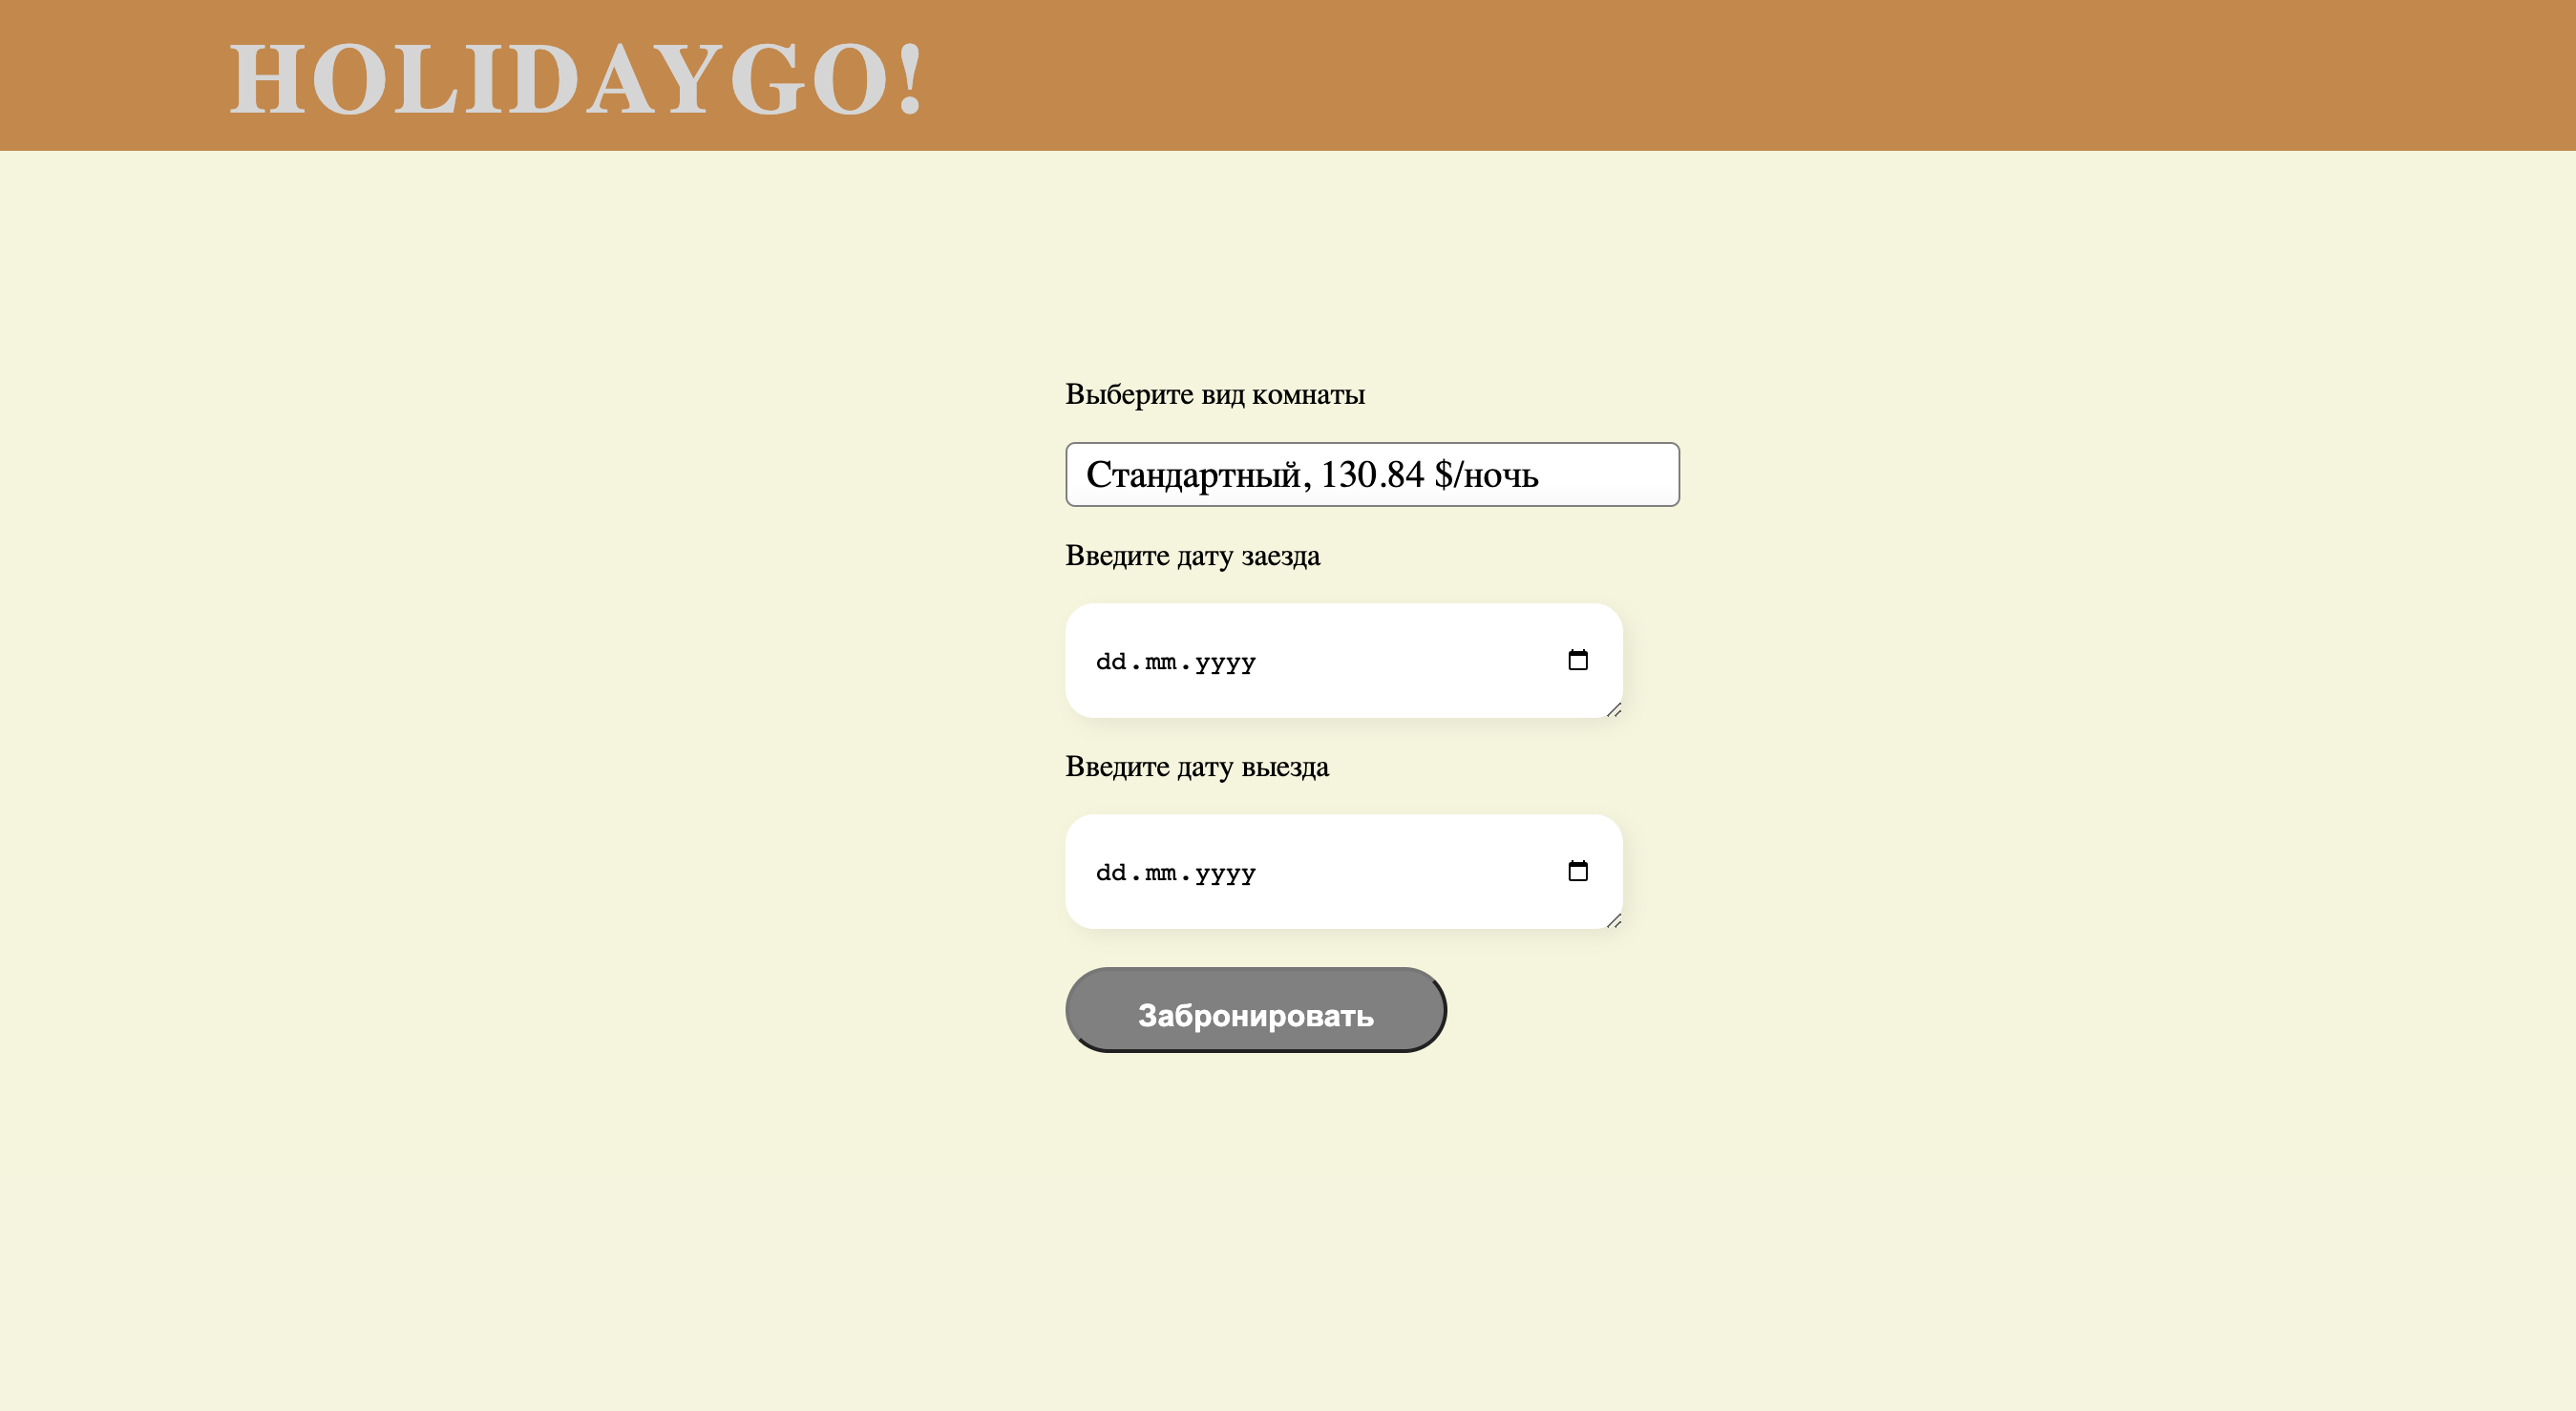 HOLIDAYGO!
Выберите вид комнаты
Стандартный, 130.84 $/ночь
Введите дату заезда
dd.mm.yyyy
Введите дату выезда
dd.mm.yyyy
Забронировать